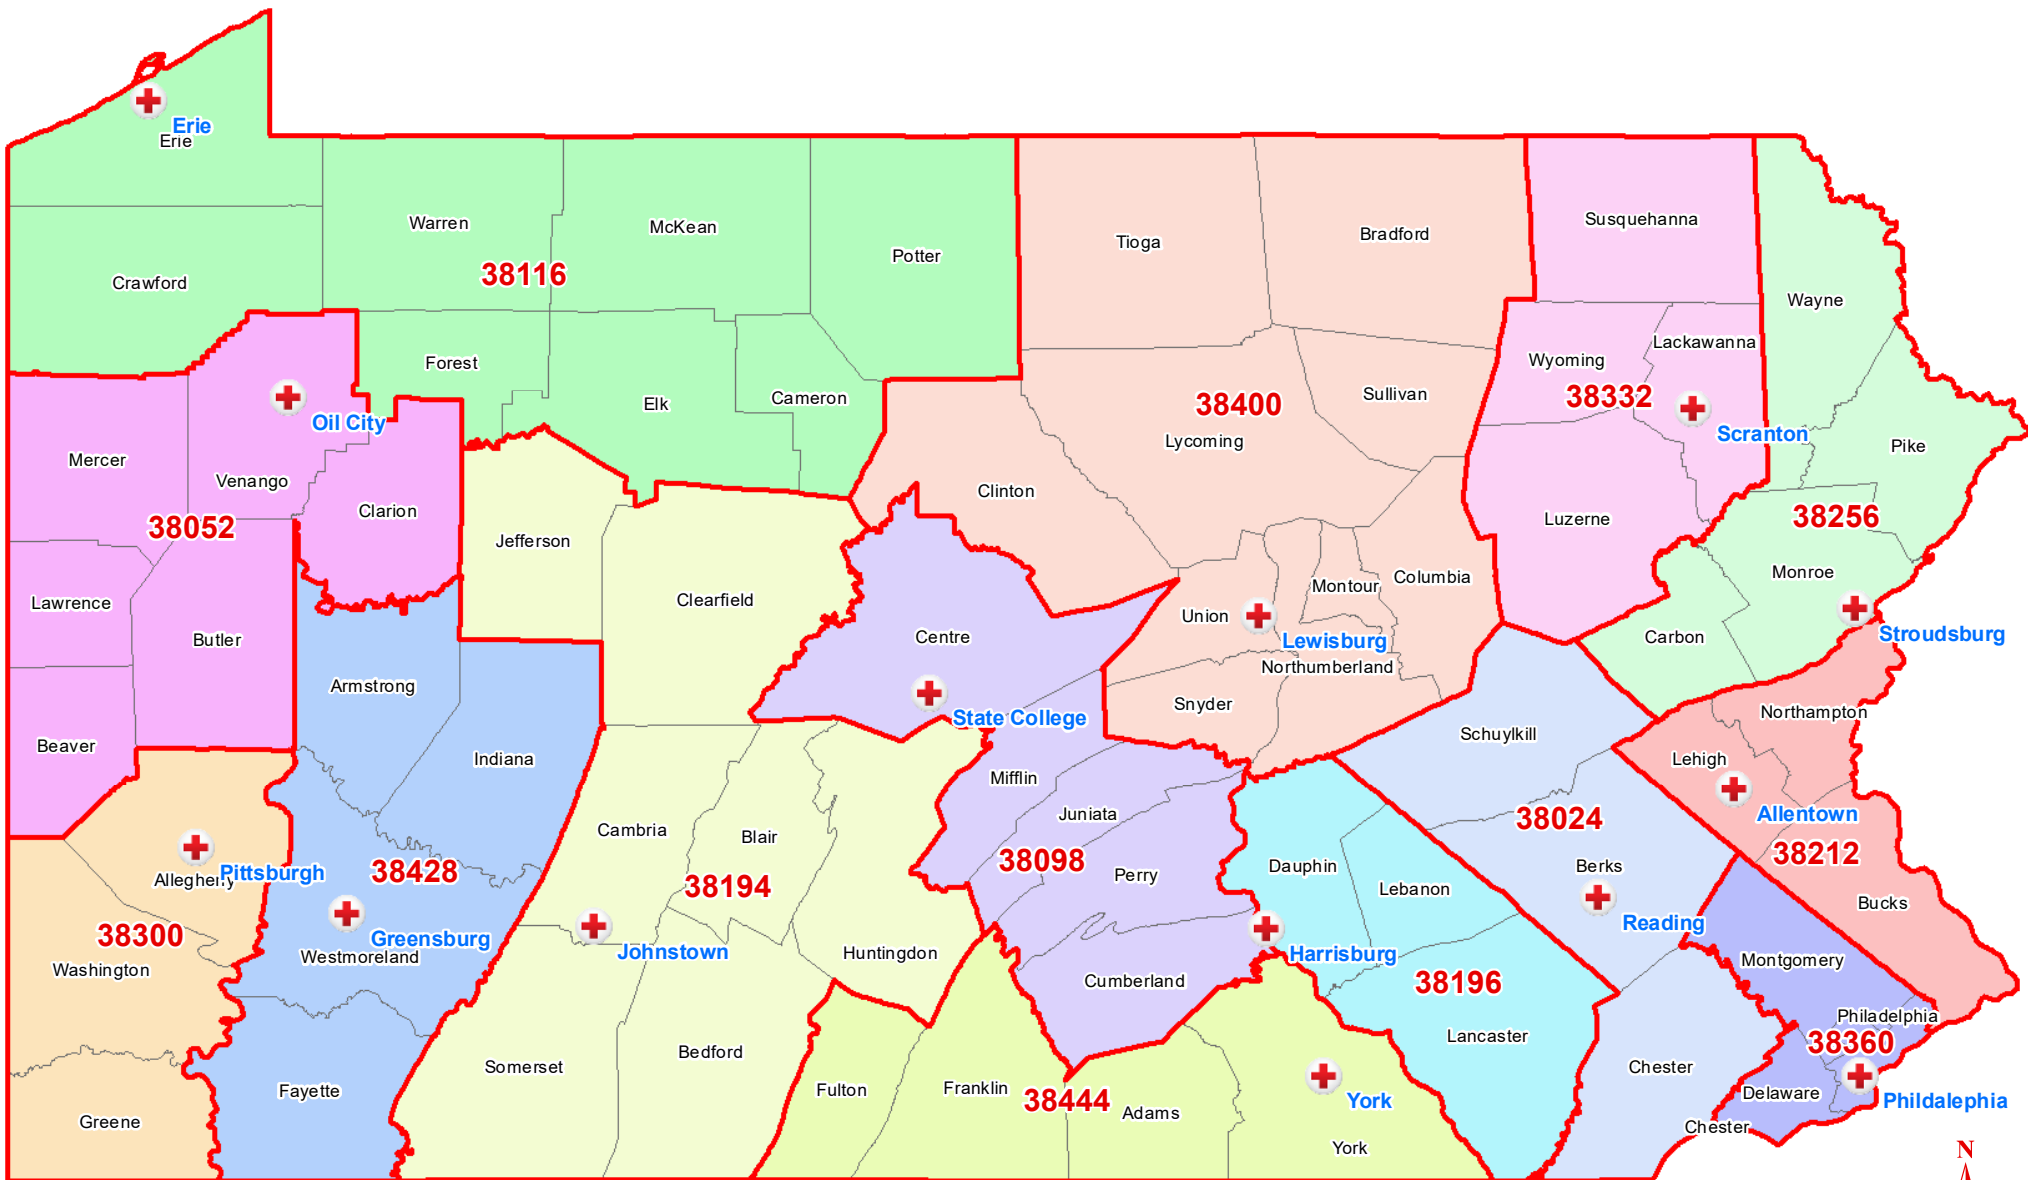 Erie
Erie
Warren
McKean
Potter
Tioga
Bradford
Susquehanna
Crawford
38116
Wayne
Forest
Elk
Cameron
38400
Sullivan
Lycoming
Wyoming
Lackawanna
38332
Scranton
Oil City
Mercer
Venango
Clarion
38052
Clinton
Luzerne
Pike
38256
Jefferson
Clearfield
Lawrence
Butler
Centre
Union
Montour
Columbia
Lewisburg
Northumberland
Snyder
Monroe
Stroudsburg
Carbon
Armstrong
State College
Northampton
Beaver
Indiana
Mifflin
Schuylkill
Lehigh
Allentown
Cambria
Blair
Juniata
38024
38212
Allegheny
Pittsburgh
38428
38194
38098
Perry
Dauphin
Lebanon
Berks
Reading
Bucks
38300
Washington
Greensburg
Westmoreland
Johnstown
Huntingdon
Cumberland
Harrisburg
38196
Montgomery
Philadelphia
38360
Lancaster
Somerset
Bedford
Chester
Fayette
Fulton
Franklin
38444
Adams
York
York
Delaware
Phildalephia
Greene
Chester
N